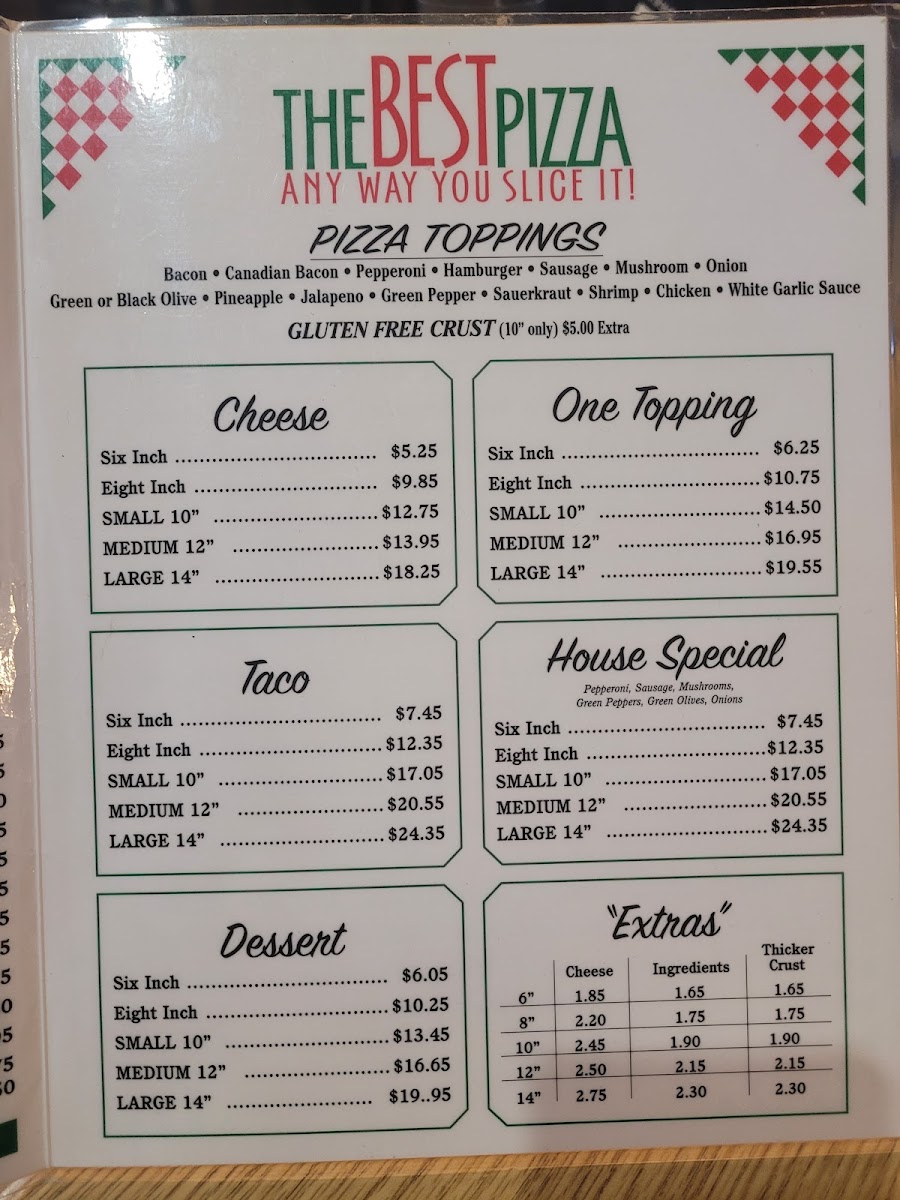 THE BEST PIZZA
ANY WAY YOU SLICE IT!
PIZZA TOPPINGS
Bacon • Canadian Bacon • Pepperoni • Hamburger • Sausage • Mushroom • Onion
Green or Black Olive • Pineapple • Jalapeno • Green Pepper • Sauerkraut • Shrimp • Chicken • White Garlic Sauce
GLUTEN FREE CRUST (10" only) $5.00 Extra
Cheese
Six Inch .............................. $5.25
Eight Inch ........................... $9.85
SMALL 10" ........................ $12.75
MEDIUM 12" ..................... $13.95
LARGE 14" ........................ $18.25
One Topping
Six Inch .............................. $6.25
Eight Inch .......................... $10.75
SMALL 10" ........................ $14.50
MEDIUM 12" ..................... $16.95
LARGE 14" ........................ $19.55
Taco
Six Inch .............................. $7.45
Eight Inch .......................... $12.35
SMALL 10" ........................ $17.05
MEDIUM 12" ..................... $20.55
LARGE 14" ........................ $24.35
House Special
Pepperoni, Sausage, Mushrooms,
Green Peppers, Green Olives, Onions
Six Inch .............................. $7.45
Eight Inch .......................... $12.35
SMALL 10" ........................ $17.05
MEDIUM 12" ..................... $20.55
LARGE 14" ........................ $24.35
Dessert
Six Inch .............................. $6.05
Eight Inch .......................... $10.25
SMALL 10" ........................ $13.45
MEDIUM 12" ..................... $16.65
LARGE 14" ..................... $19..95
"Extras"
Cheese Ingredients Thicker Crust
6" 1.85 1.65 1.65
8" 2.20 1.75 1.75
10" 2.45 1.90 1.90
12" 2.50 2.15 2.15
14" 2.75 2.30 2.30